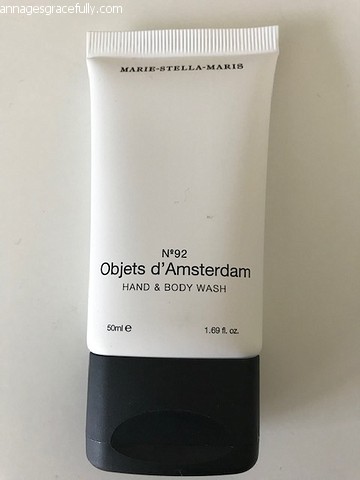 annagesgracefully.com
MARIE-STELLA-MARIS
Nº92
Objets d'Amsterdam
HAND & BODY WASH
50ml e 1.69 fl. oz.